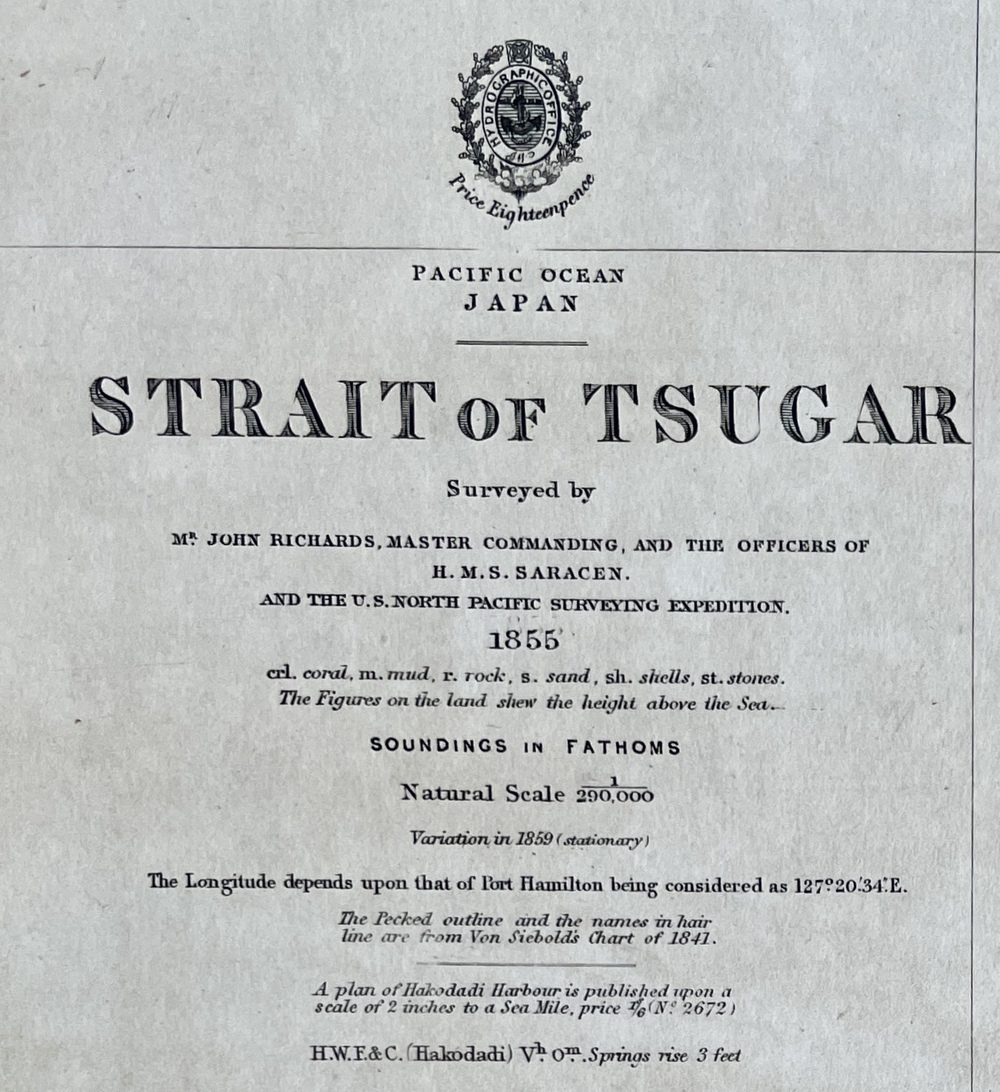 HYDROGRAPHIC OFFICE
Price Eighteenpence
PACIFIC OCEAN
JAPAN
STRAIT OF TSUGAR
Surveyed by
Mᴿ. JOHN RICHARDS, MASTER COMMANDING, AND THE OFFICERS OF
H.M.S. SARACEN.
AND THE U.S. NORTH PACIFIC SURVEYING EXPEDITION.
1855
crl. coral, m. mud, r. rock, s. sand, sh. shells, st. stones.
The Figures on the land shew the height above the Sea.
SOUNDINGS IN FATHOMS
Natural Scale 1/290,000
Variation in 1859 (stationary)
The Longitude depends upon that of Port Hamilton being considered as 127°20′34″E.
The Pecked outline and the names in hair
line are from Von Siebold's Chart of 1841.
A plan of Hakodadi Harbour is published upon a
scale of 2 inches to a Sea Mile, price 1/6 (Nº 2672)
H.W.F.&C. (Hakodadi) Vʰ. 0ᵐ. Springs rise 3 feet